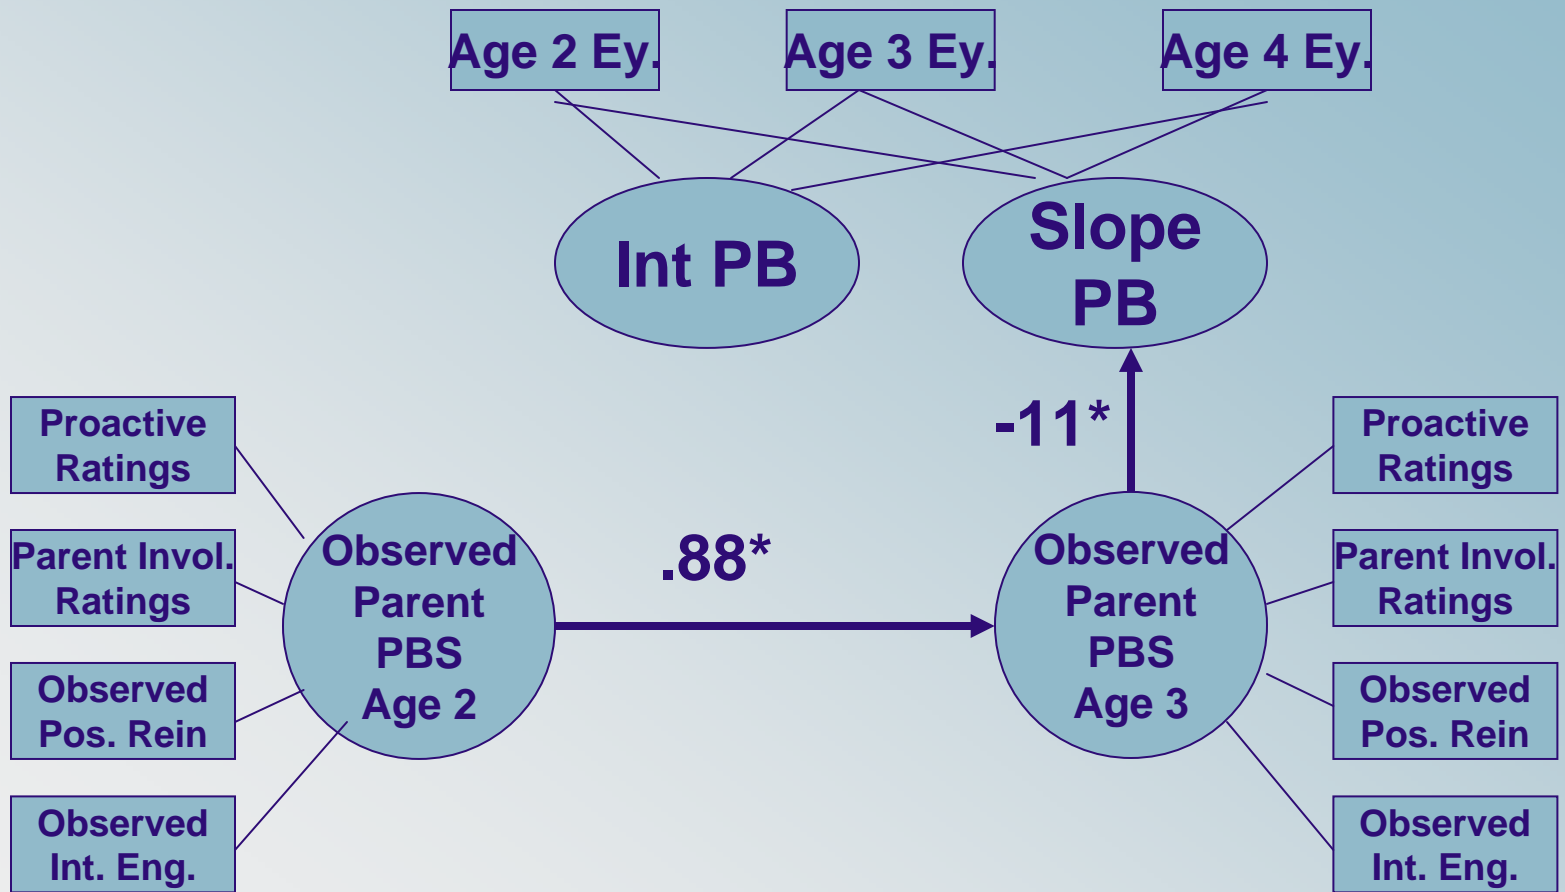 Age 2 Ey.
Age 3 Ey.
Age 4 Ey.
Int PB
Slope
PB
-11*
Proactive
Ratings
Parent Invol.
Ratings
Observed
Pos. Rein
Observed
Int. Eng.
Observed
Parent
PBS
Age 2
.88*
Observed
Parent
PBS
Age 3
Proactive
Ratings
Parent Invol.
Ratings
Observed
Pos. Rein
Observed
Int. Eng.